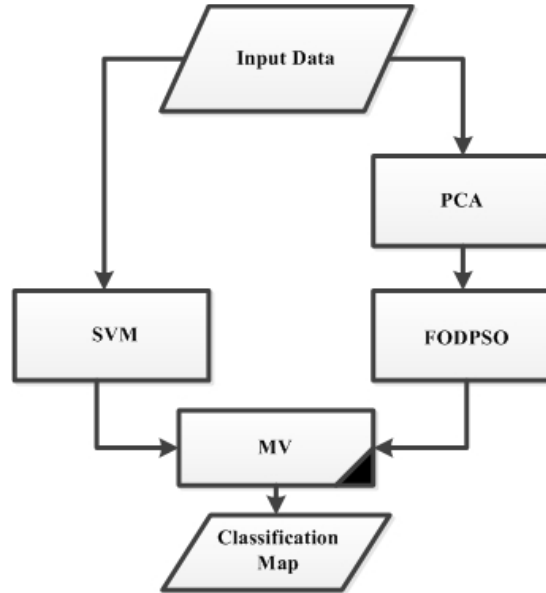 Input Data
PCA
SVM
FODPSO
MV
Classification
Map